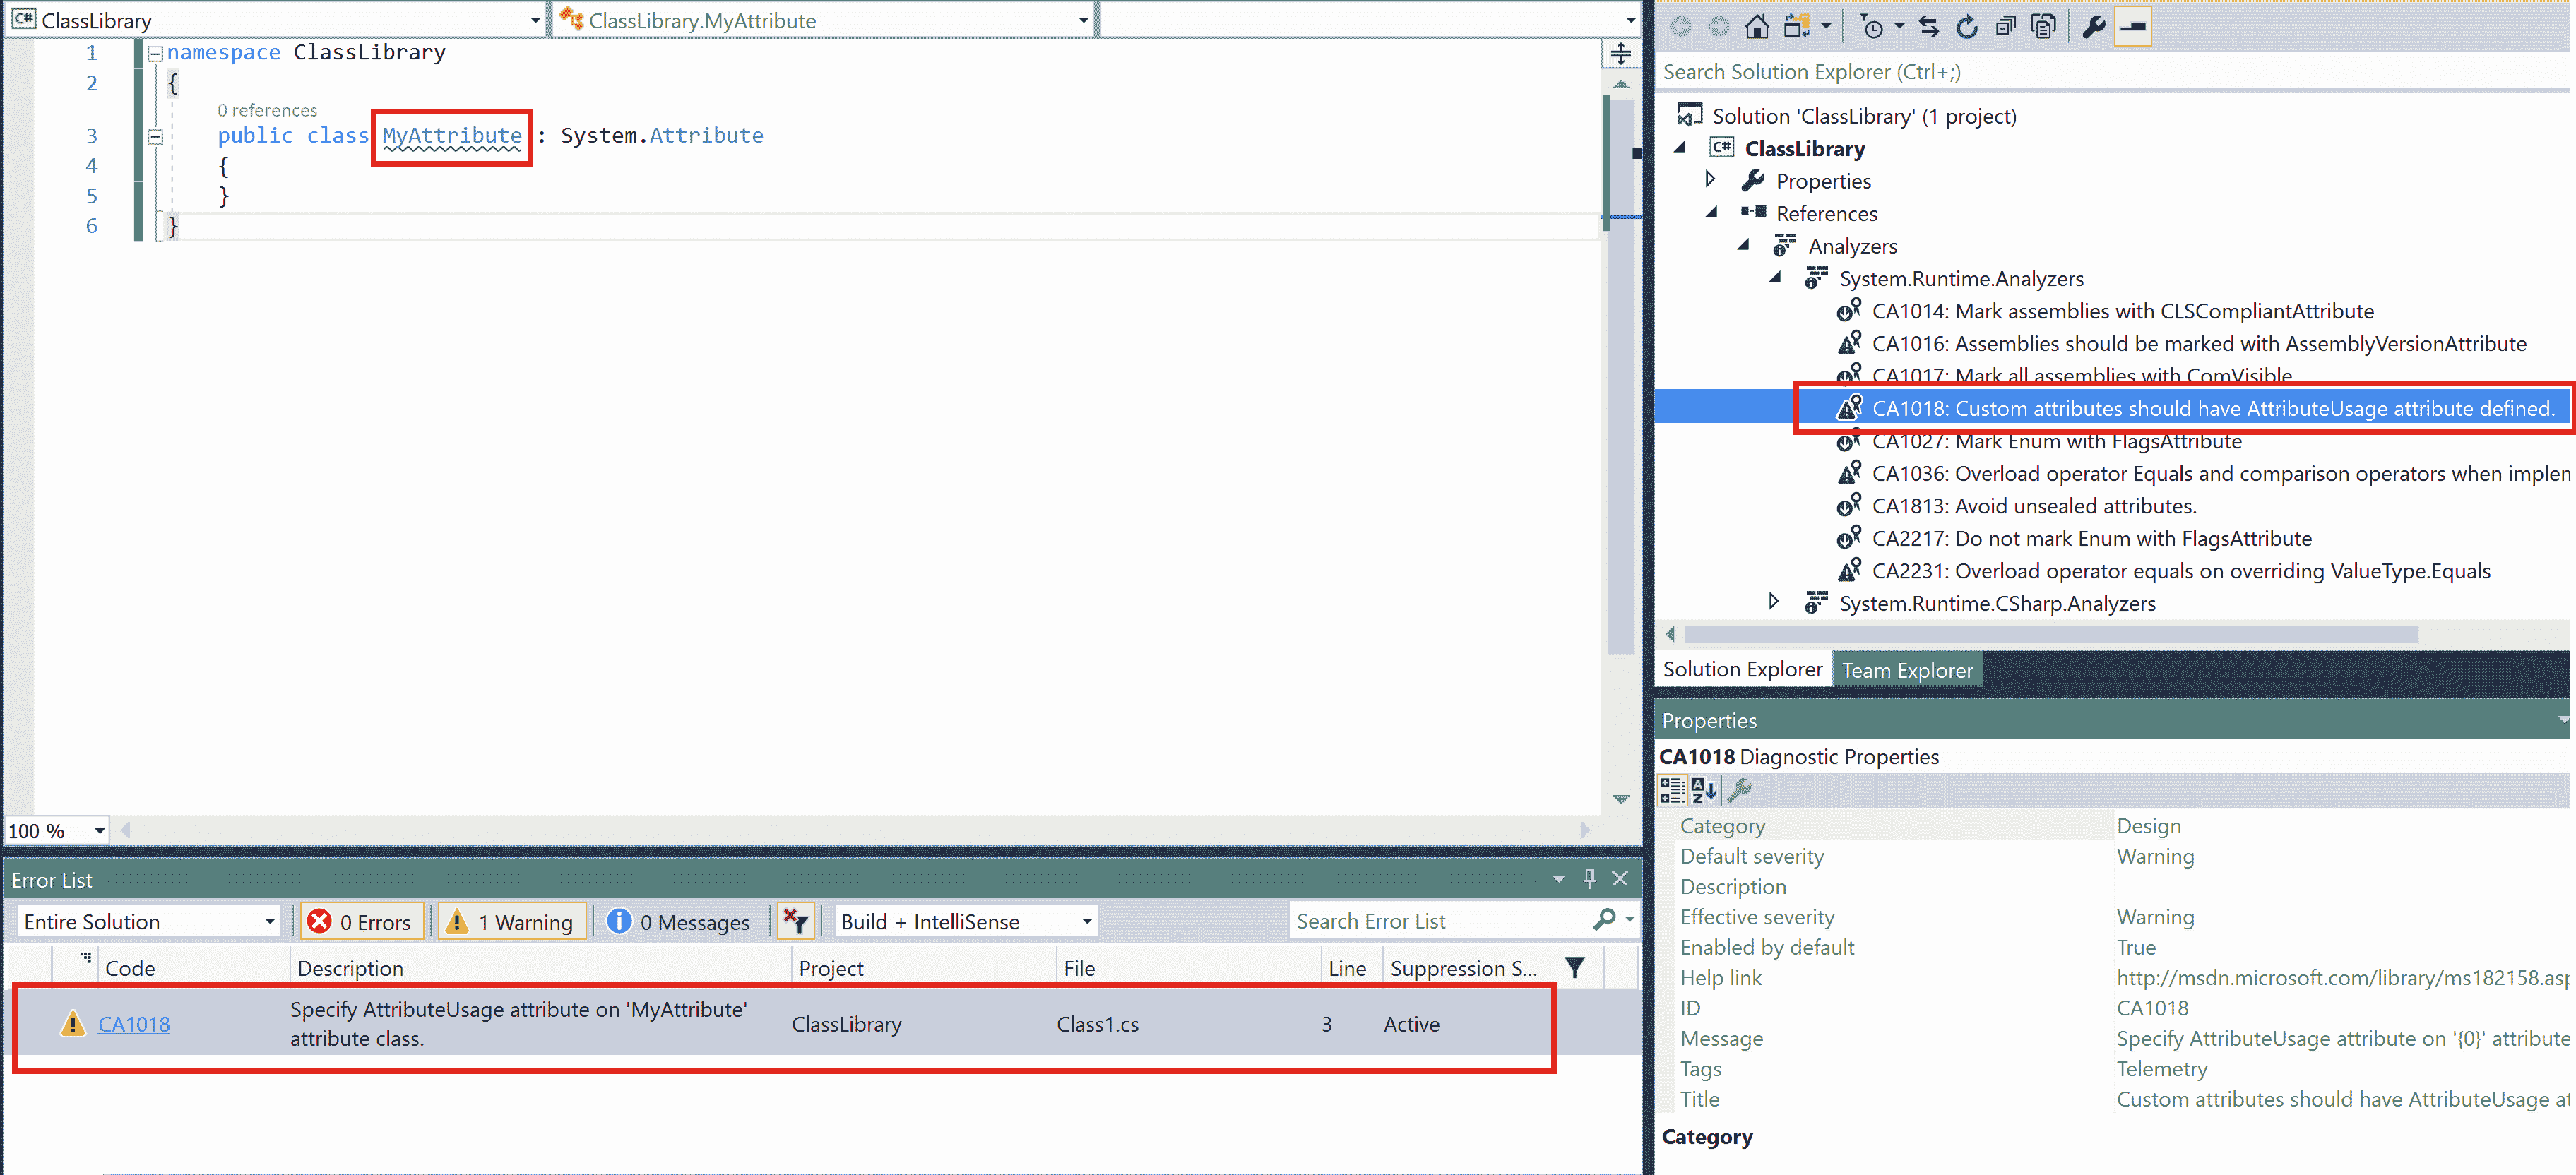 C# ClassLibrary
ClassLibrary.MyAttribute
1 namespace ClassLibrary
2 {
0 references
3 public class MyAttribute : System.Attribute
4 {
5 }
6 }
100 %
Error List
Entire Solution
0 Errors
1 Warning
0 Messages
Build + IntelliSense
Search Error List
Code Description Project File Line Suppression S...
CA1018 Specify AttributeUsage attribute on 'MyAttribute' attribute class. ClassLibrary Class1.cs 3 Active
Search Solution Explorer (Ctrl+;)
Solution 'ClassLibrary' (1 project)
C# ClassLibrary
Properties
References
Analyzers
System.Runtime.Analyzers
CA1014: Mark assemblies with CLSCompliantAttribute
CA1016: Assemblies should be marked with AssemblyVersionAttribute
CA1017: Mark all assemblies with ComVisible
CA1018: Custom attributes should have AttributeUsage attribute defined.
CA1027: Mark Enum with FlagsAttribute
CA1036: Overload operator Equals and comparison operators when implen
CA1813: Avoid unsealed attributes.
CA2217: Do not mark Enum with FlagsAttribute
CA2231: Overload operator equals on overriding ValueType.Equals
System.Runtime.CSharp.Analyzers
Solution Explorer Team Explorer
Properties
CA1018 Diagnostic Properties
Category Design
Default severity Warning
Description
Effective severity Warning
Enabled by default True
Help link http://msdn.microsoft.com/library/ms182158.asp
ID CA1018
Message Specify AttributeUsage attribute on '{0}' attribute
Tags Telemetry
Title Custom attributes should have AttributeUsage at
Category